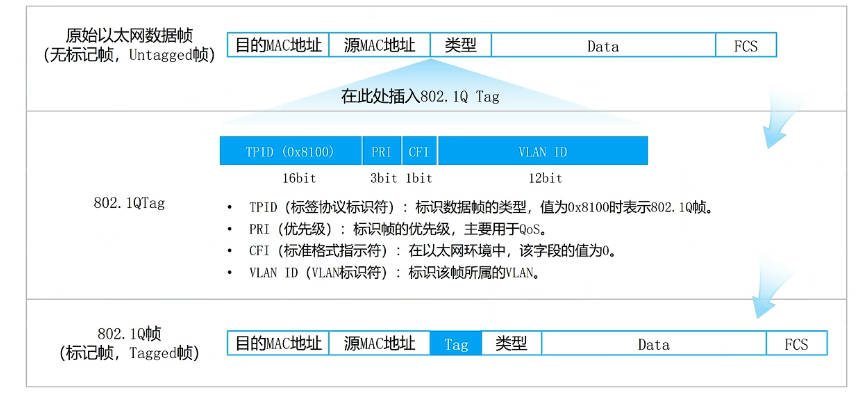 原始以太网数据帧
(无标记帧，Untagged帧)
目的MAC地址 源MAC地址 类型 Data FCS
在此处插入802.1Q Tag
TPID (0x8100) PRI CFI VLAN ID
16bit 3bit 1bit 12bit
802.1QTag
• TPID（标签协议标识符）：标识数据帧的类型，值为0x8100时表示802.1Q帧。
• PRI（优先级）：标识帧的优先级，主要用于QoS。
• CFI（标准格式指示符）：在以太网环境中，该字段的值为0。
• VLAN ID（VLAN标识符）：标识该帧所属的VLAN。
802.1Q帧
(标记帧，Tagged帧)
目的MAC地址 源MAC地址 Tag 类型 Data FCS